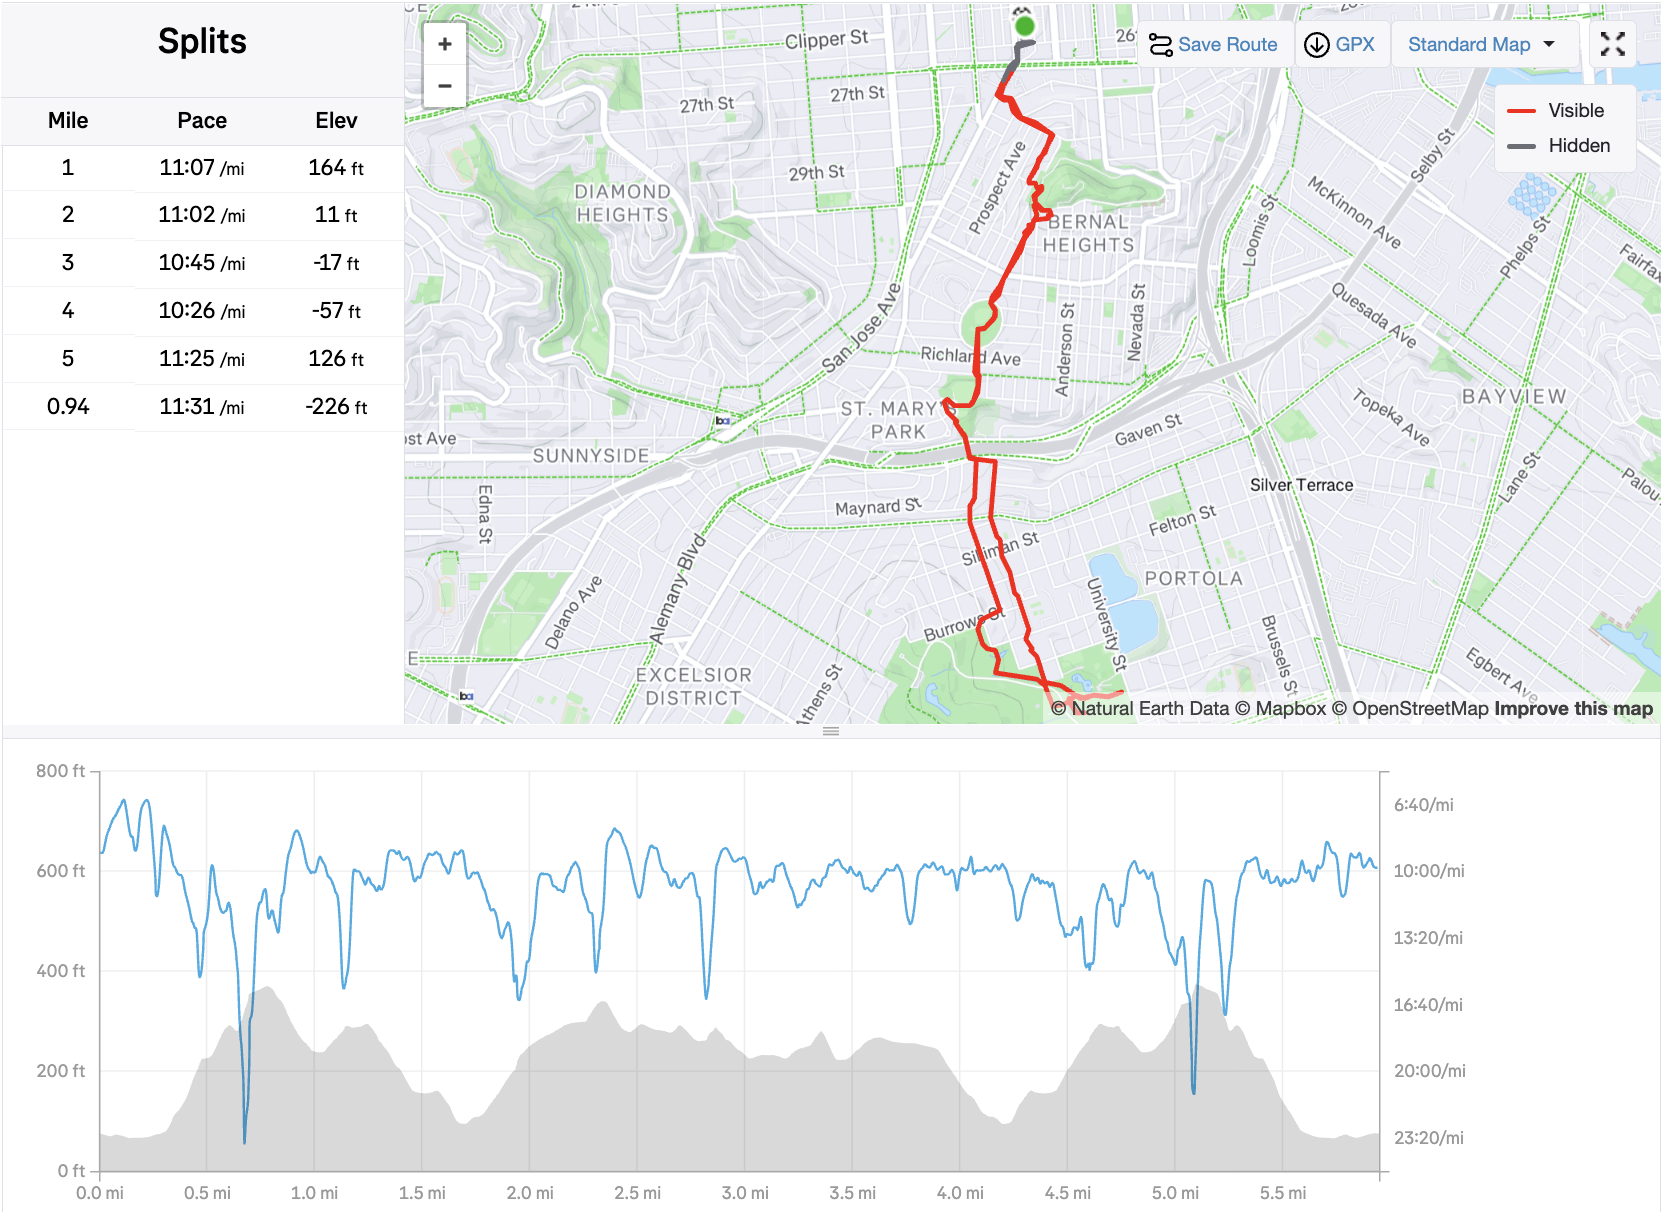 Splits
Mile Pace Elev
1 11:07 /mi 164 ft
2 11:02 /mi 11 ft
3 10:45 /mi -17 ft
4 10:26 /mi -57 ft
5 11:25 /mi 126 ft
0.94 11:31 /mi -226 ft
+
−
Save Route
GPX
Standard Map
Visible
Hidden
Clipper St
26
27th St
27th St
29th St
DIAMOND
HEIGHTS
Prospect Ave
BERNAL
HEIGHTS
Selby St
McKinnon Ave
Loomis St
Phelps St
Fairfax
Quesada Ave
San Jose Ave
Richland Ave
Anderson St
Nevada St
BAYVIEW
Topeka Ave
ST. MARY'S
PARK
Gaven St
ost Ave
SUNNYSIDE
Edna St
Maynard St
Silliman St
Felton St
Silver Terrace
Lane St
Palou
PORTOLA
Delano Ave
Alemany Blvd
Burrows St
University St
Brussels St
Egbert Ave
E
EXCELSIOR
DISTRICT
Athens St
© Natural Earth Data © Mapbox © OpenStreetMap Improve this map
800 ft
600 ft
400 ft
200 ft
0 ft
6:40/mi
10:00/mi
13:20/mi
16:40/mi
20:00/mi
23:20/mi
0.0 mi 0.5 mi 1.0 mi 1.5 mi 2.0 mi 2.5 mi 3.0 mi 3.5 mi 4.0 mi 4.5 mi 5.0 mi 5.5 mi